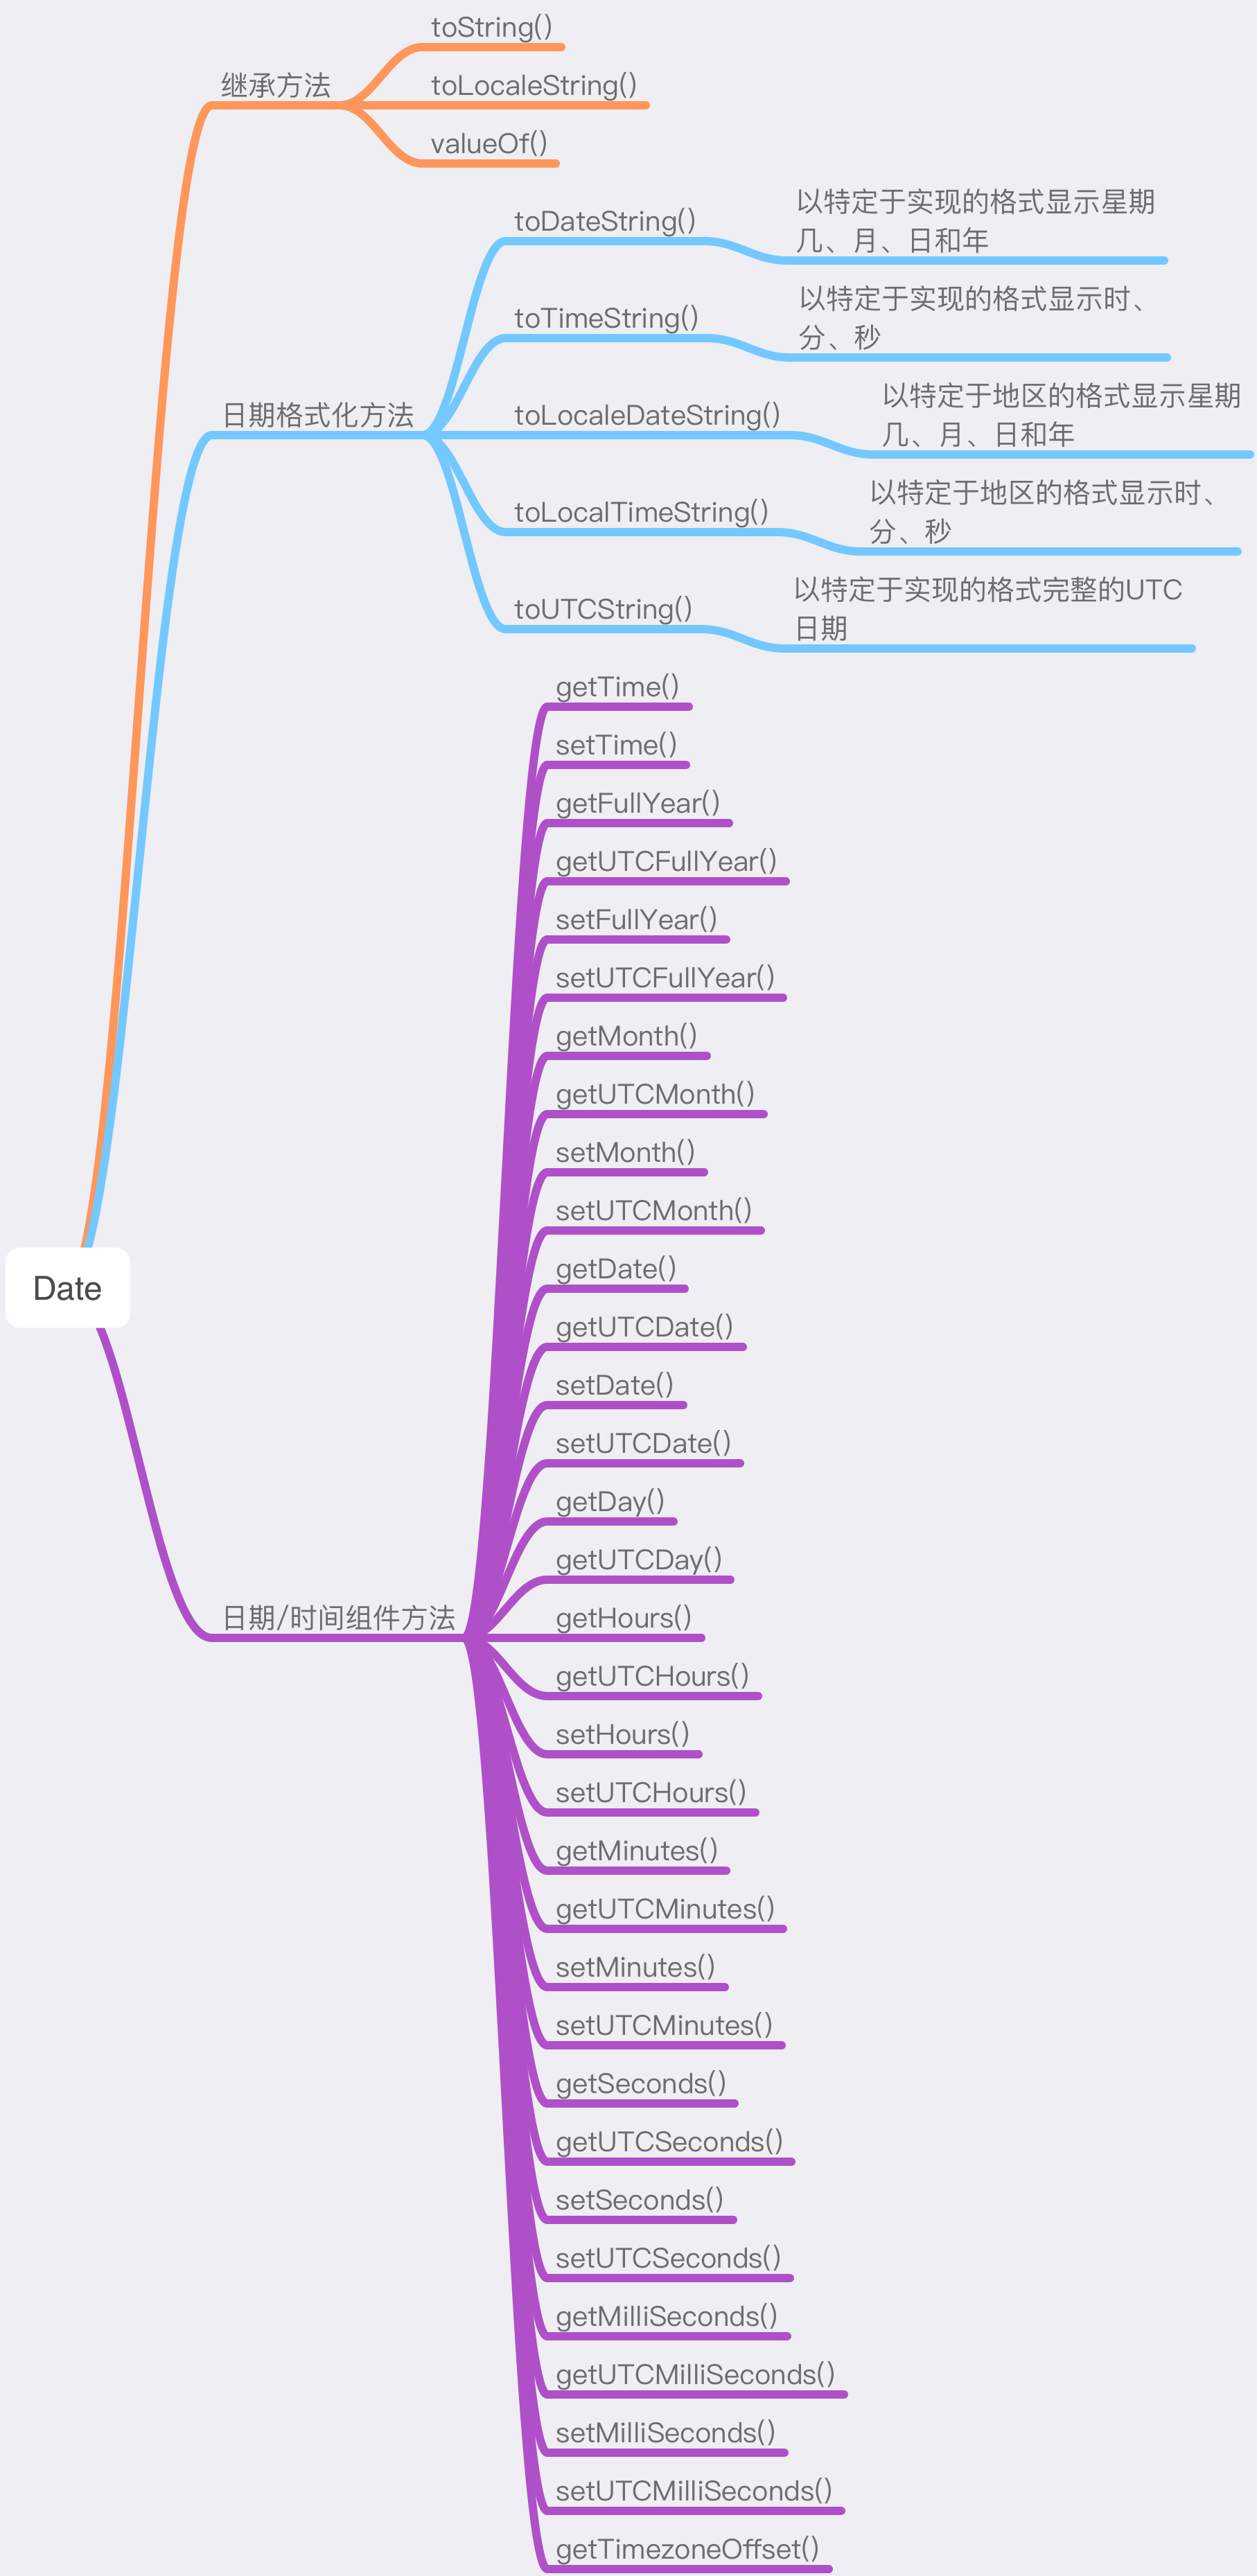 toString()
继承方法
toLocaleString()
valueOf()
以特定于实现的格式显示星期
toDateString()
几、月、日和年
以特定于实现的格式显示时、
toTimeString()
分、秒
以特定于地区的格式显示星期
日期格式化方法
toLocaleDateString()
几、月、日和年
以特定于地区的格式显示时、
toLocalTimeString()
分、秒
以特定于实现的格式完整的UTC
toUTCString()
日期
getTime()
setTime()
getFullYear()
getUTCFullYear()
setFullYear()
setUTCFullYear()
getMonth()
getUTCMonth()
setMonth()
setUTCMonth()
getDate()
Date
getUTCDate()
setDate()
setUTCDate()
getDay()
getUTCDay()
日期/时间组件方法
getHours()
getUTCHours()
setHours()
setUTCHours()
getMinutes()
getUTCMinutes()
setMinutes()
setUTCMinutes()
getSeconds()
getUTCSeconds()
setSeconds()
setUTCSeconds()
getMilliSeconds()
getUTCMilliSeconds()
setMilliSeconds()
setUTCMilliSeconds()
getTimezoneOffset()